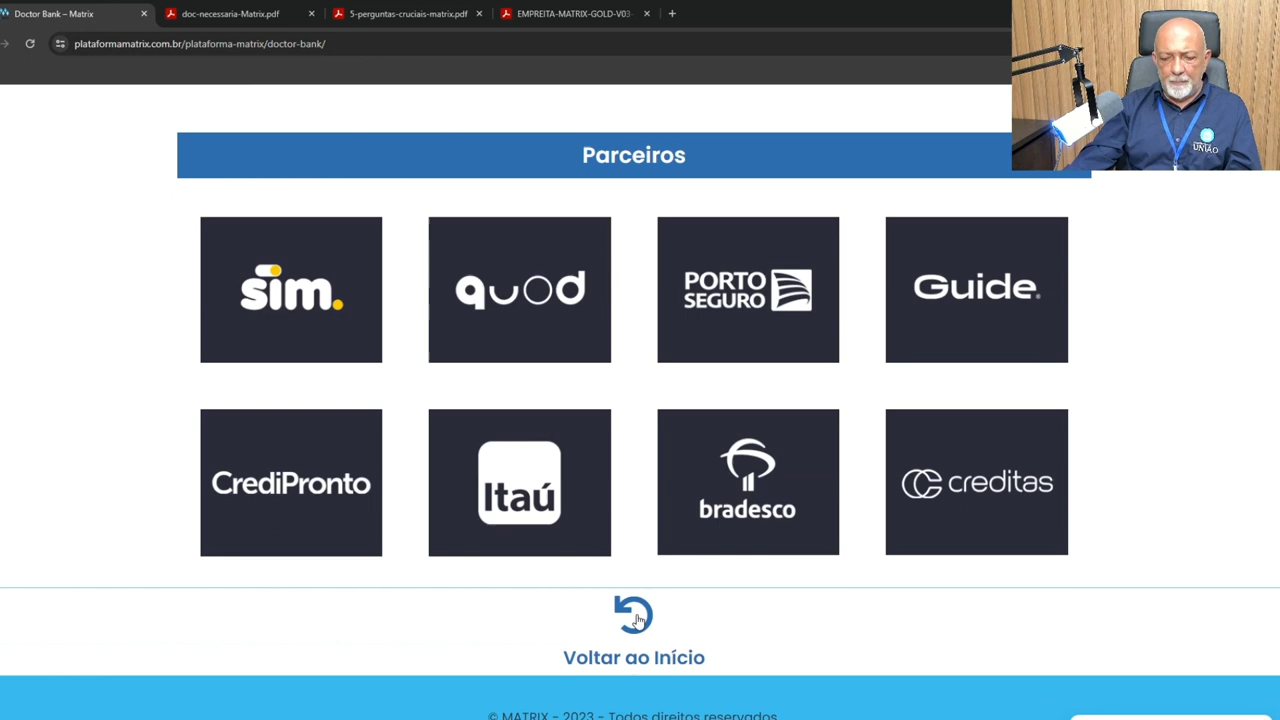 Doctor Bank – Matrix
doc-necessaria-Matrix.pdf
5-perguntas-cruciais-matrix.pdf
EMPREITA-MATRIX-GOLD-V03-
plataformamatrix.com.br/plataforma-matrix/doctor-bank/
UNIÃO
Parceiros
sim.
quod
PORTO SEGURO
Guide.
CrediPronto
Itaú
bradesco
creditas
Voltar ao Início
© MATRIX - 2023 - Todos direitos reservados